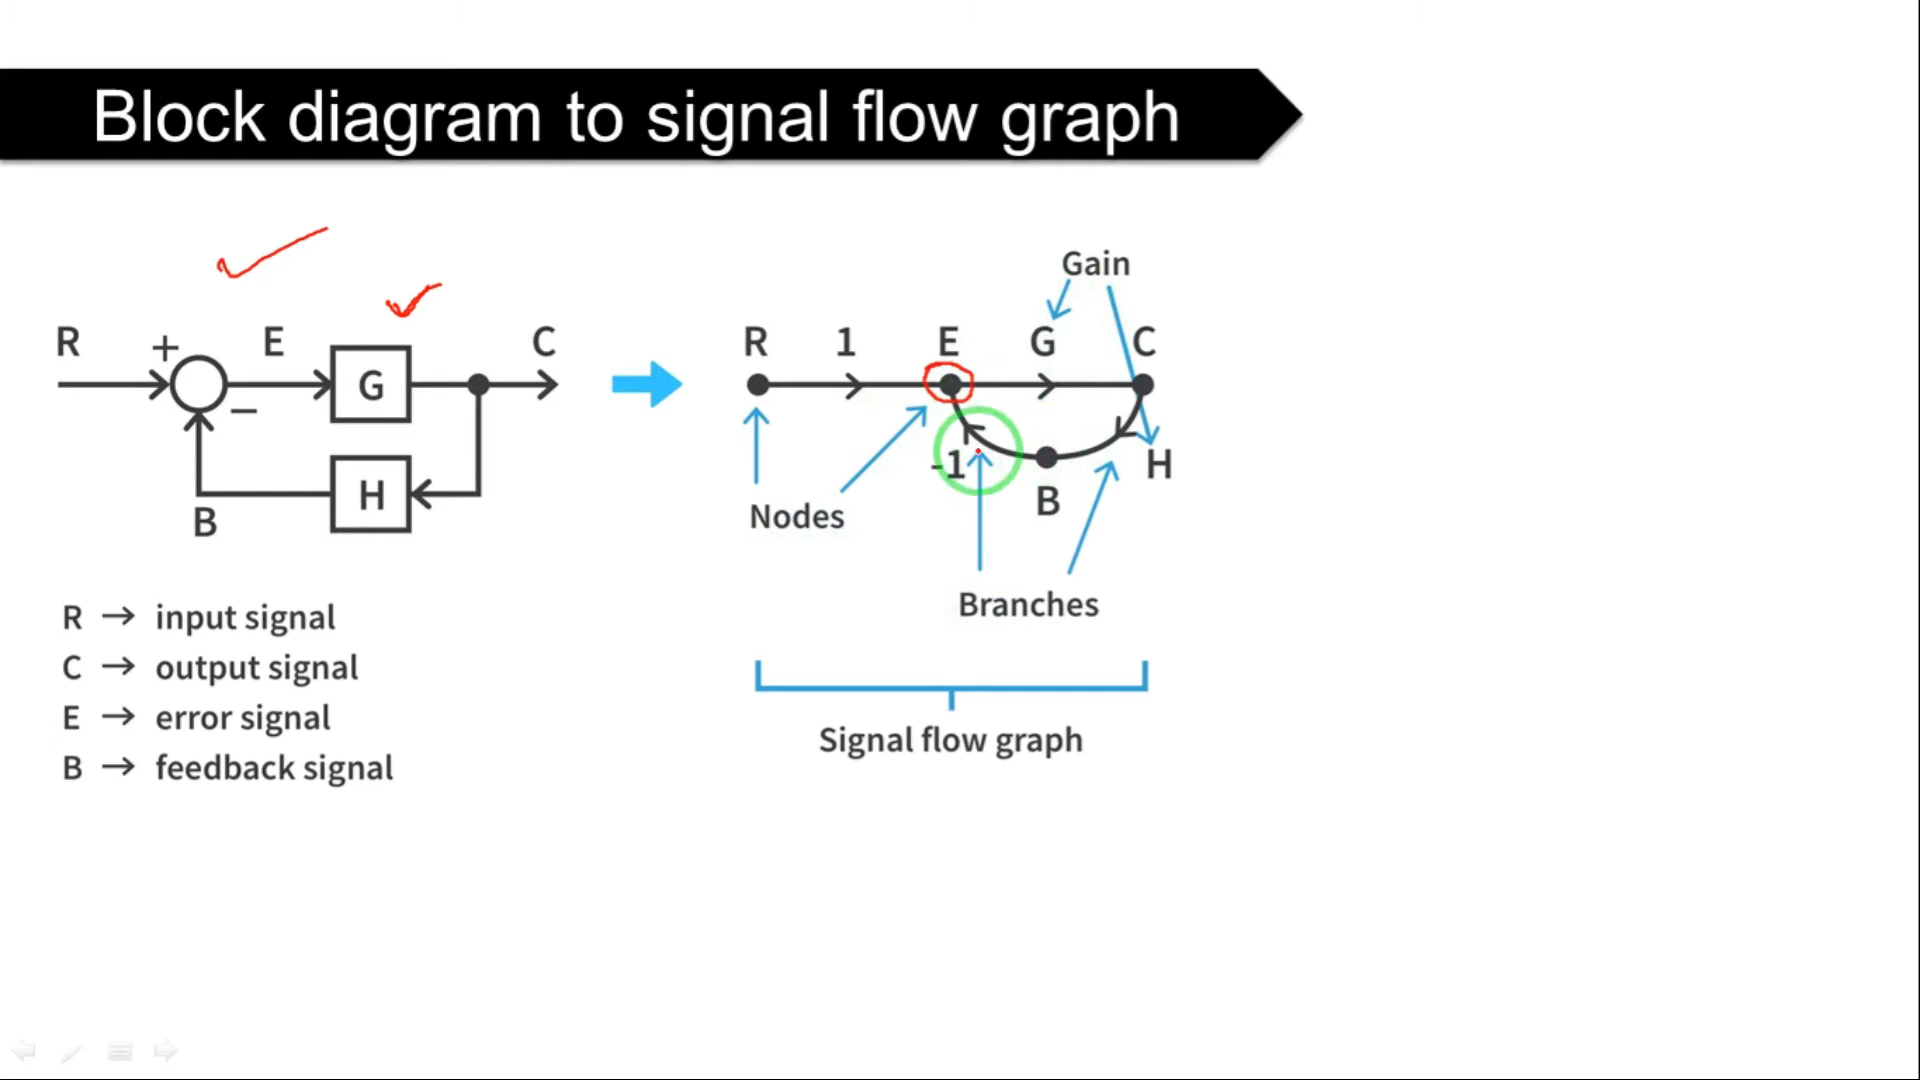 Block diagram to signal flow graph
R + E G C
−
H
B
R → input signal
C → output signal
E → error signal
B → feedback signal
Gain
R 1 E G C
-1 H
B
Nodes
Branches
Signal flow graph